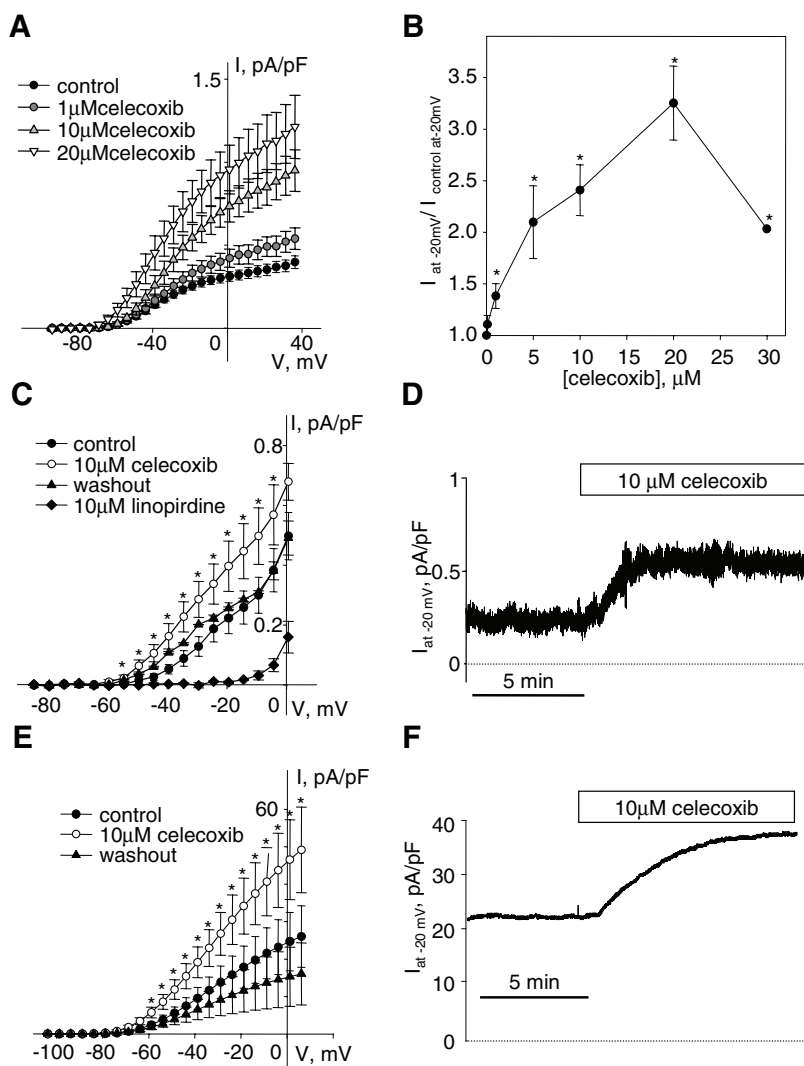 A
I, pA/pF
1.5
control
1μMcelecoxib
10μMcelecoxib
20μMcelecoxib
-80 -40 0 40
V, mV
B
I at -20mV/ I control at-20mV
3.5
3.0
2.5
2.0
1.5
1.0
* * * * *
0 5 10 15 20 25 30
[celecoxib], μM
C
I, pA/pF
0.8
control
10μM celecoxib
washout
10μM linopirdine
* * * * * * * * * * *
0.2
-80 -60 -40 -20 0
V, mV
D
10 μM celecoxib
I at -20 mV, pA/pF
1
0.5
0
5 min
E
I, pA/pF
60
control
10μM celecoxib
washout
* * * * * * * * * * * * * *
-100 -80 -60 -40 -20 0
V, mV
F
10μM celecoxib
I at -20 mV, pA/pF
40
30
20
10
0
5 min